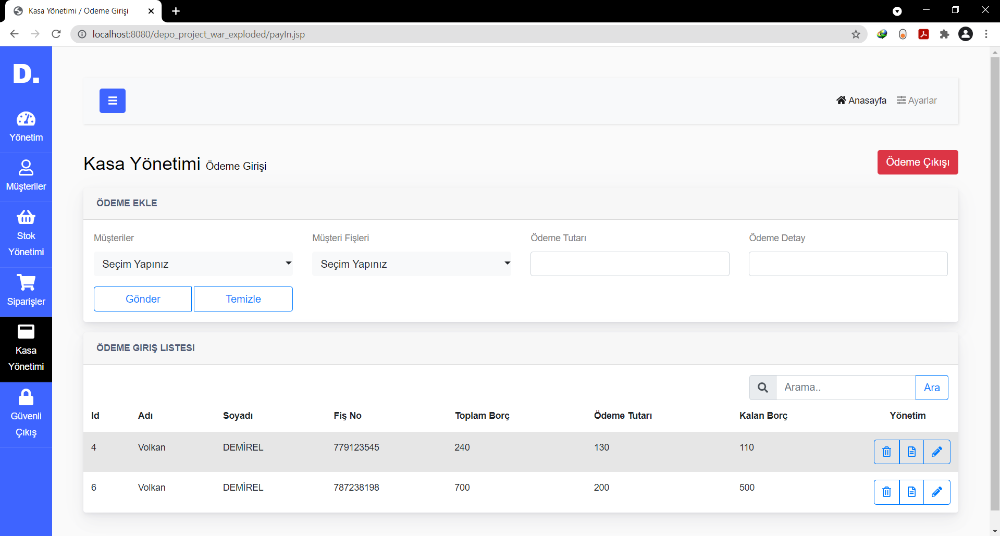 Kasa Yönetimi / Ödeme Girişi
localhost:8080/depo_project_war_exploded/payIn.jsp
D.
Yönetim
Müşteriler
Stok
Yönetimi
Siparişler
Kasa
Yönetimi
Güvenli
Çıkış
Anasayfa Ayarlar
Kasa Yönetimi Ödeme Girişi
Ödeme Çıkışı
ÖDEME EKLE
Müşteriler Müşteri Fişleri Ödeme Tutarı Ödeme Detay
Seçim Yapınız Seçim Yapınız
Gönder Temizle
ÖDEME GIRIŞ LISTESI
Arama.. Ara
Id Adı Soyadı Fiş No Toplam Borç Ödeme Tutarı Kalan Borç Yönetim
4 Volkan DEMİREL 779123545 240 130 110
6 Volkan DEMİREL 787238198 700 200 500